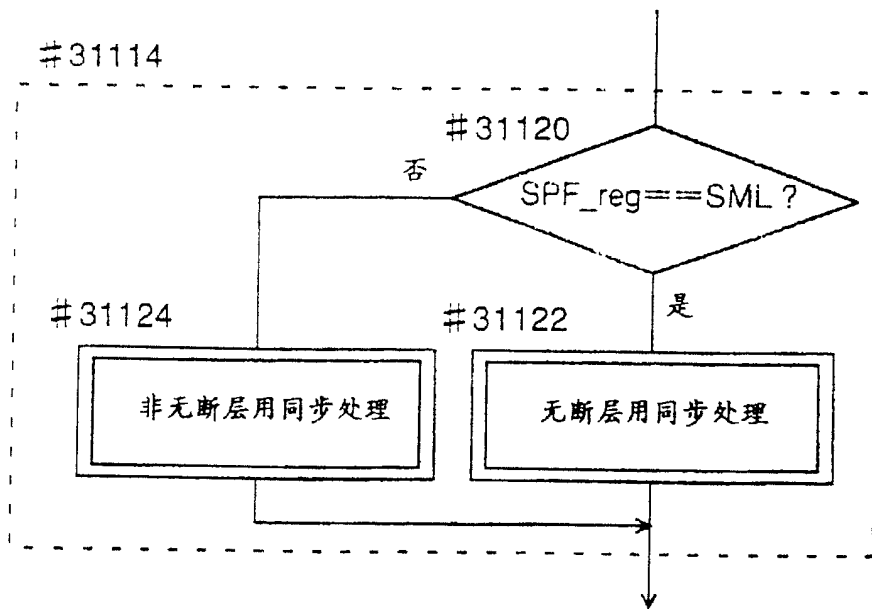 #31114
#31120
否
SPF_reg==SML?
#31124
#31122
是
非无断层用同步处理
无断层用同步处理